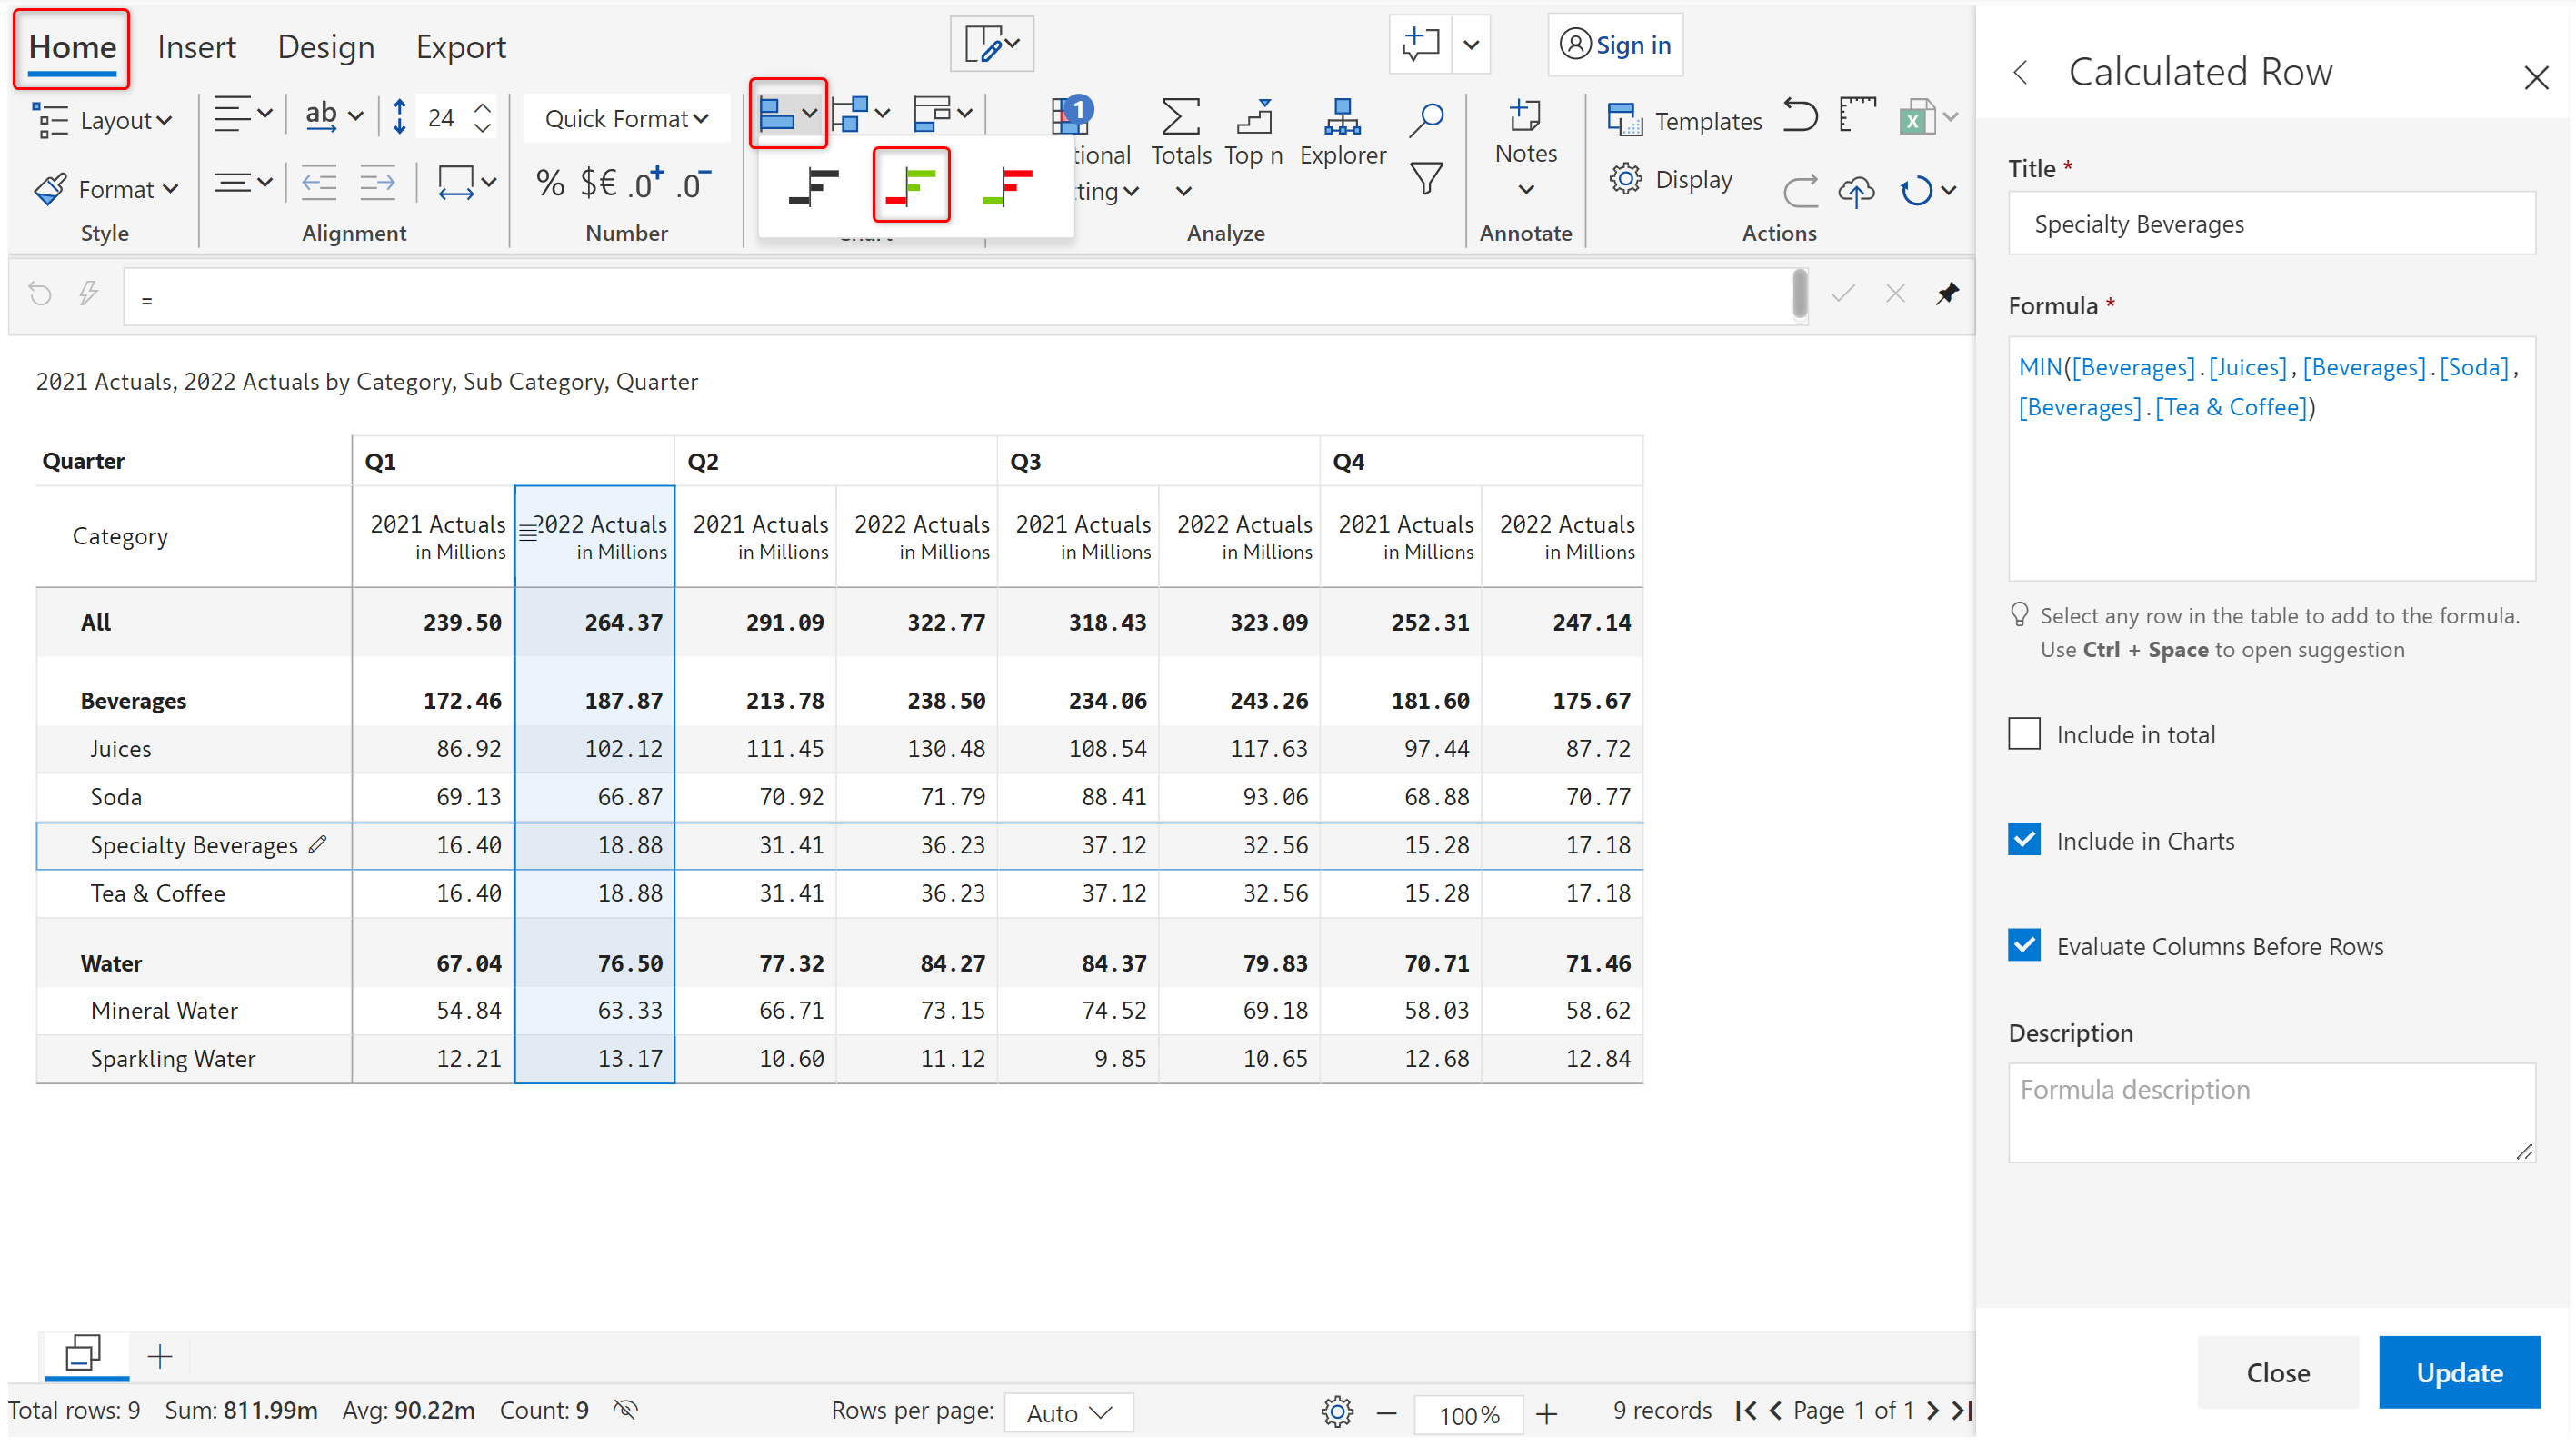 Home Insert Design Export Sign in
Layout ab 24 Quick Format 1 Templates
Format % $€ .0+ .0- tional Totals Top n Explorer Notes Display
tting
Style Alignment Number Analyze Annotate Actions
=
2021 Actuals, 2022 Actuals by Category, Sub Category, Quarter
Quarter Q1 Q2 Q3 Q4
Category 2021 Actuals 2022 Actuals 2021 Actuals 2022 Actuals 2021 Actuals 2022 Actuals 2021 Actuals 2022 Actuals
in Millions in Millions in Millions in Millions in Millions in Millions in Millions in Millions
All 239.50 264.37 291.09 322.77 318.43 323.09 252.31 247.14
Beverages 172.46 187.87 213.78 238.50 234.06 243.26 181.60 175.67
Juices 86.92 102.12 111.45 130.48 108.54 117.63 97.44 87.72
Soda 69.13 66.87 70.92 71.79 88.41 93.06 68.88 70.77
Specialty Beverages 16.40 18.88 31.41 36.23 37.12 32.56 15.28 17.18
Tea & Coffee 16.40 18.88 31.41 36.23 37.12 32.56 15.28 17.18
Water 67.04 76.50 77.32 84.27 84.37 79.83 70.71 71.46
Mineral Water 54.84 63.33 66.71 73.15 74.52 69.18 58.03 58.62
Sparkling Water 12.21 13.17 10.60 11.12 9.85 10.65 12.68 12.84
Total rows: 9 Sum: 811.99m Avg: 90.22m Count: 9 Rows per page: Auto 100% 9 records Page 1 of 1
Calculated Row
Title *
Specialty Beverages
Formula *
MIN([Beverages].[Juices],[Beverages].[Soda],
[Beverages].[Tea & Coffee])
Select any row in the table to add to the formula.
Use Ctrl + Space to open suggestion
Include in total
Include in Charts
Evaluate Columns Before Rows
Description
Formula description
Close Update